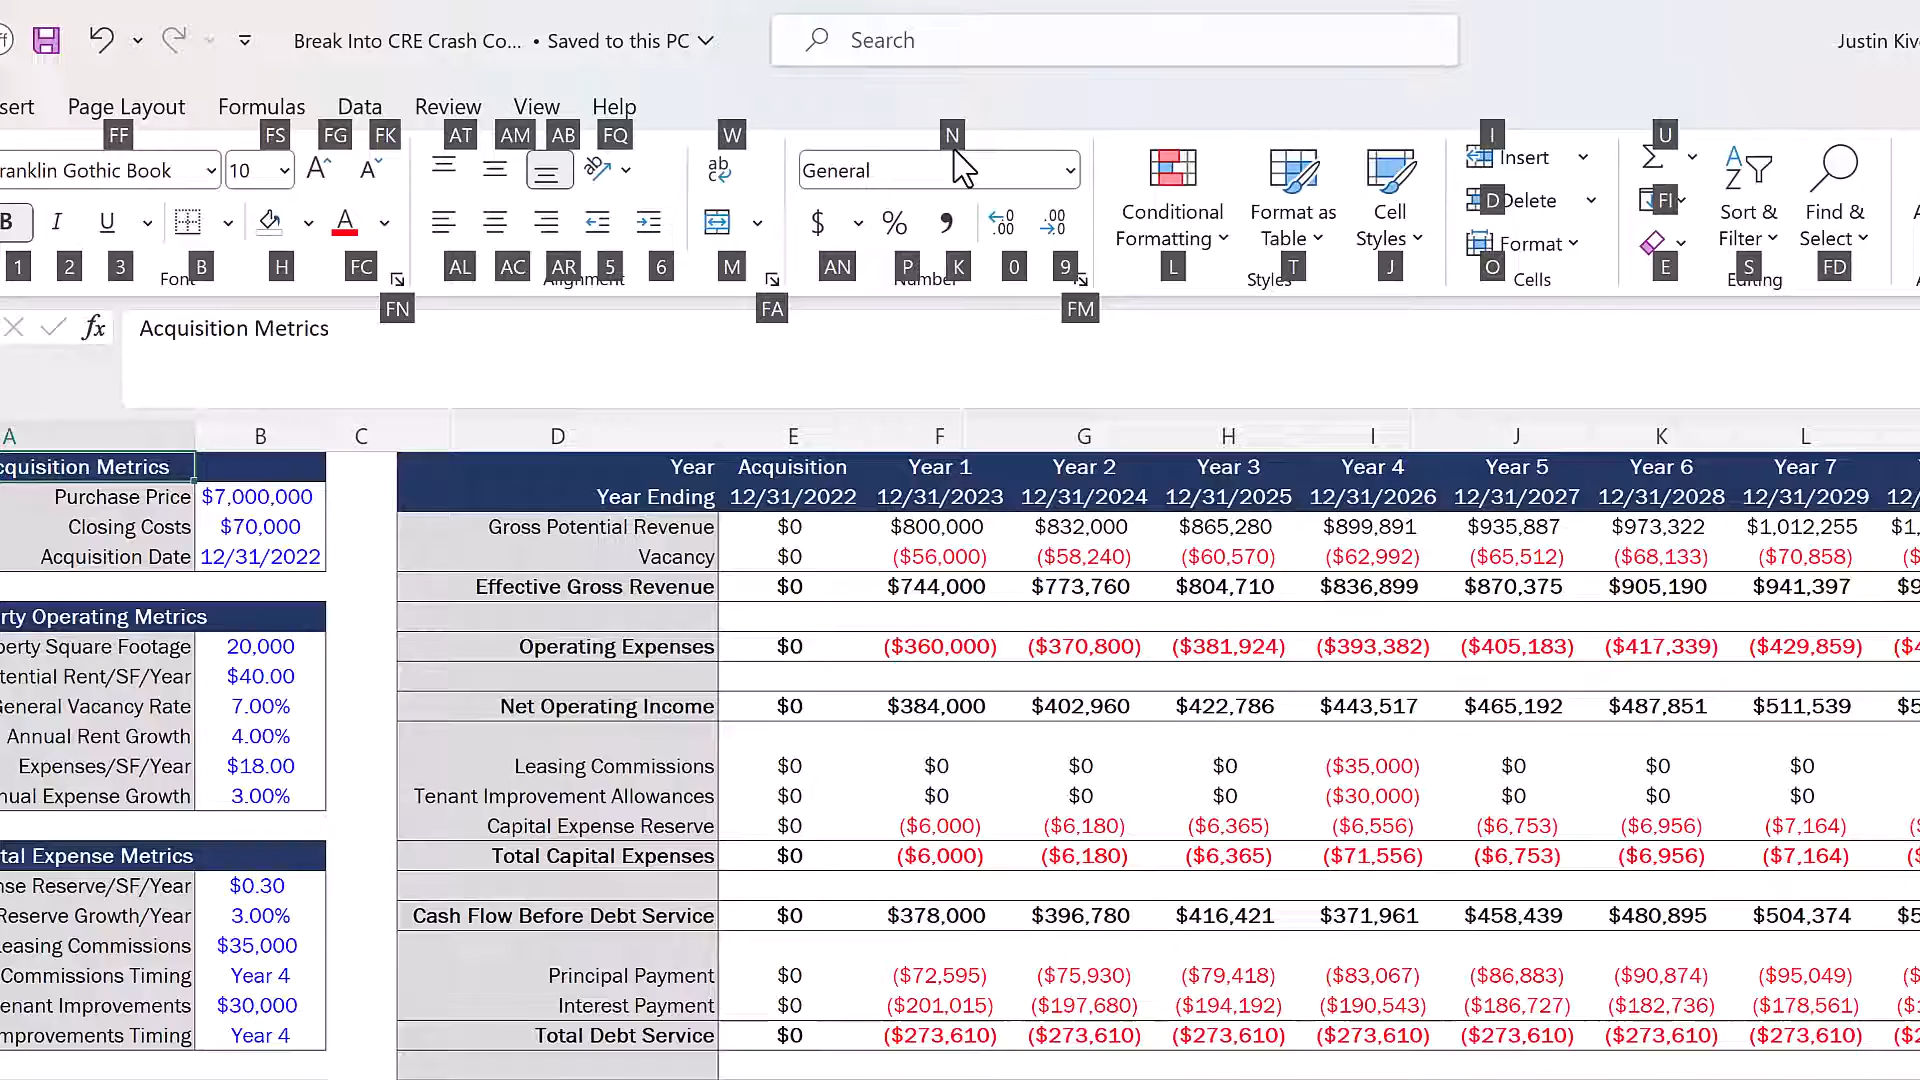 Break Into CRE Crash Co... • Saved to this PC
Search
Justin Kiv
sert Page Layout Formulas Data Review View Help
FF FS FG FK AT AM AB FQ W N I U
ranklin Gothic Book 10 General
Insert
Delete
Format
Conditional Formatting
Format as Table
Cell Styles
Sort & Filter
Find & Select
B I U $ % ,
1 2 3 B H FC AL AC AR 5 6 M AN P K 0 9 L T J D O FI E S FD
Font Alignment Number Styles Cells Editing
FN FA FM
fx Acquisition Metrics
A B C D E F G H I J K L
cquisition Metrics
Purchase Price $7,000,000
Closing Costs $70,000
Acquisition Date 12/31/2022
rty Operating Metrics
perty Square Footage 20,000
tential Rent/SF/Year $40.00
General Vacancy Rate 7.00%
Annual Rent Growth 4.00%
Expenses/SF/Year $18.00
nual Expense Growth 3.00%
tal Expense Metrics
nse Reserve/SF/Year $0.30
Reserve Growth/Year 3.00%
Leasing Commissions $35,000
Commissions Timing Year 4
enant Improvements $30,000
mprovements Timing Year 4
Year Acquisition Year 1 Year 2 Year 3 Year 4 Year 5 Year 6 Year 7
Year Ending 12/31/2022 12/31/2023 12/31/2024 12/31/2025 12/31/2026 12/31/2027 12/31/2028 12/31/2029 12/
Gross Potential Revenue $0 $800,000 $832,000 $865,280 $899,891 $935,887 $973,322 $1,012,255 $1,
Vacancy $0 ($56,000) ($58,240) ($60,570) ($62,992) ($65,512) ($68,133) ($70,858) ($
Effective Gross Revenue $0 $744,000 $773,760 $804,710 $836,899 $870,375 $905,190 $941,397 $9
Operating Expenses $0 ($360,000) ($370,800) ($381,924) ($393,382) ($405,183) ($417,339) ($429,859) ($4
Net Operating Income $0 $384,000 $402,960 $422,786 $443,517 $465,192 $487,851 $511,539 $5
Leasing Commissions $0 $0 $0 $0 ($35,000) $0 $0 $0
Tenant Improvement Allowances $0 $0 $0 $0 ($30,000) $0 $0 $0
Capital Expense Reserve $0 ($6,000) ($6,180) ($6,365) ($6,556) ($6,753) ($6,956) ($7,164)
Total Capital Expenses $0 ($6,000) ($6,180) ($6,365) ($71,556) ($6,753) ($6,956) ($7,164)
Cash Flow Before Debt Service $0 $378,000 $396,780 $416,421 $371,961 $458,439 $480,895 $504,374 $5
Principal Payment $0 ($72,595) ($75,930) ($79,418) ($83,067) ($86,883) ($90,874) ($95,049)
Interest Payment $0 ($201,015) ($197,680) ($194,192) ($190,543) ($186,727) ($182,736) ($178,561)
Total Debt Service $0 ($273,610) ($273,610) ($273,610) ($273,610) ($273,610) ($273,610) ($273,610) ($2